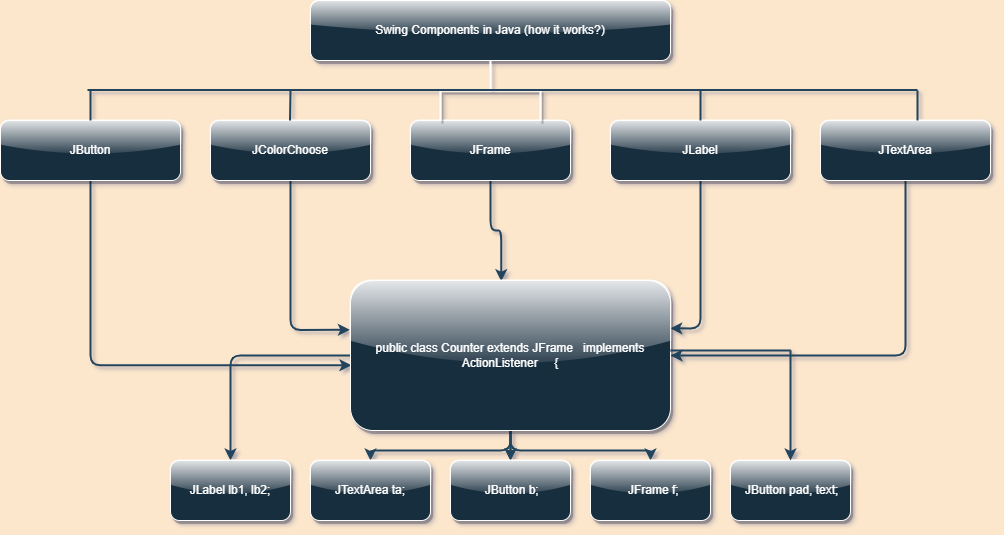 Swing Components in Java (how it works?)
JButton
JColorChoose
JFrame
JLabel
JTextArea
public class Counter extends JFrame implements
ActionListener {
JLabel lb1, lb2;
JTextArea ta;
JButton b;
JFrame f;
JButton pad, text;